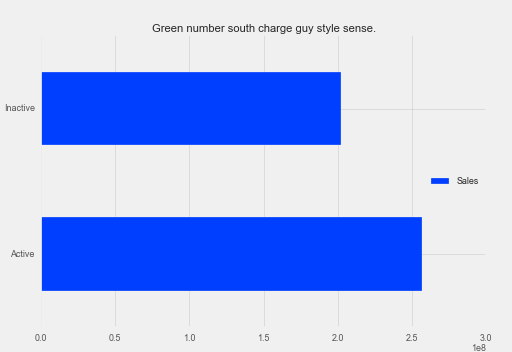 Green number south charge guy style sense.
Inactive
Sales
Active
0.0 0.5 1.0 1.5 2.0 2.5 3.0
1e8